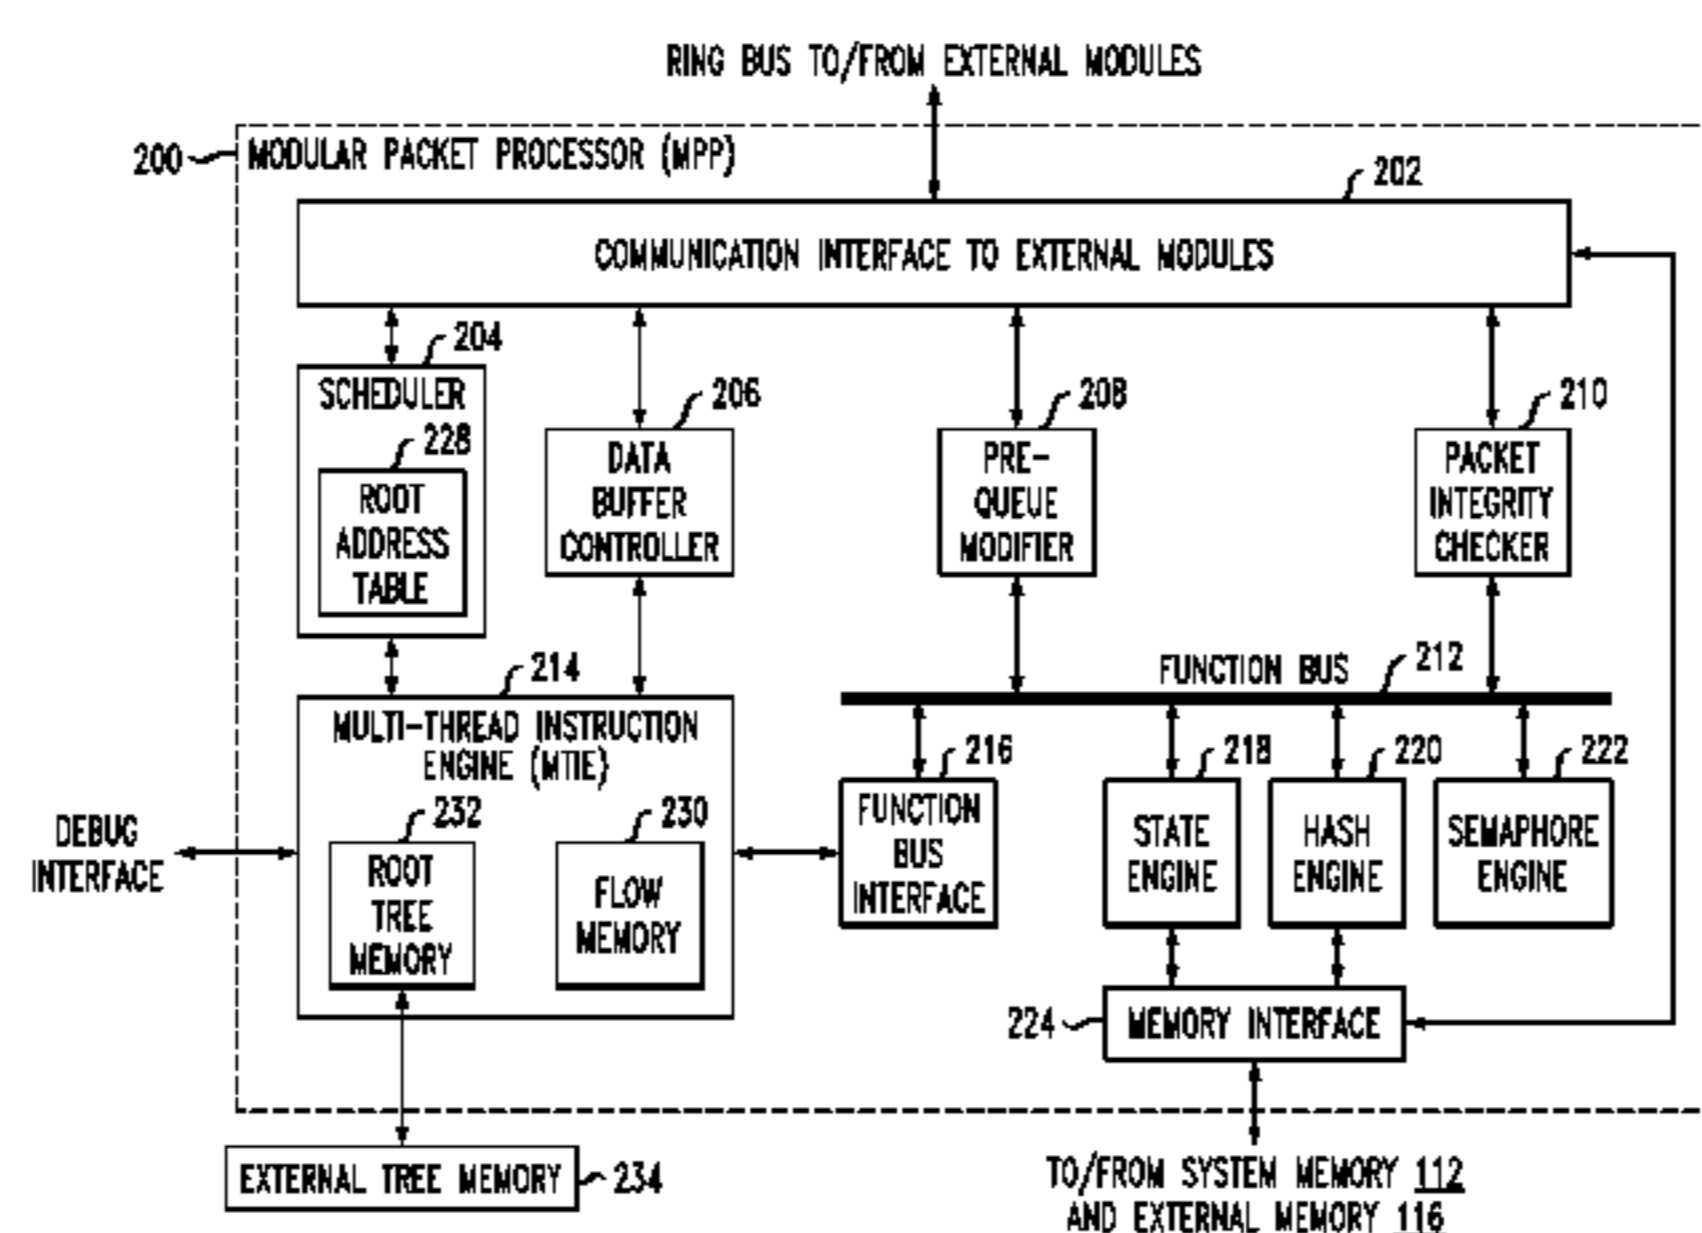 RING BUS TO/FROM EXTERNAL MODULES
200
MODULAR PACKET PROCESSOR (MPP)
202
COMMUNICATION INTERFACE TO EXTERNAL MODULES
204
SCHEDULER
228
ROOT
ADDRESS
TABLE
206
DATA
BUFFER
CONTROLLER
208
PRE-
QUEUE
MODIFIER
210
PACKET
INTEGRITY
CHECKER
214
MULTI-THREAD INSTRUCTION
ENGINE (MTIE)
FUNCTION BUS
212
DEBUG
INTERFACE
232
ROOT
TREE
MEMORY
230
FLOW
MEMORY
216
FUNCTION
BUS
INTERFACE
218
STATE
ENGINE
220
HASH
ENGINE
222
SEMAPHORE
ENGINE
224
MEMORY INTERFACE
EXTERNAL TREE MEMORY
234
TO/FROM SYSTEM MEMORY 112
AND EXTERNAL MEMORY 116